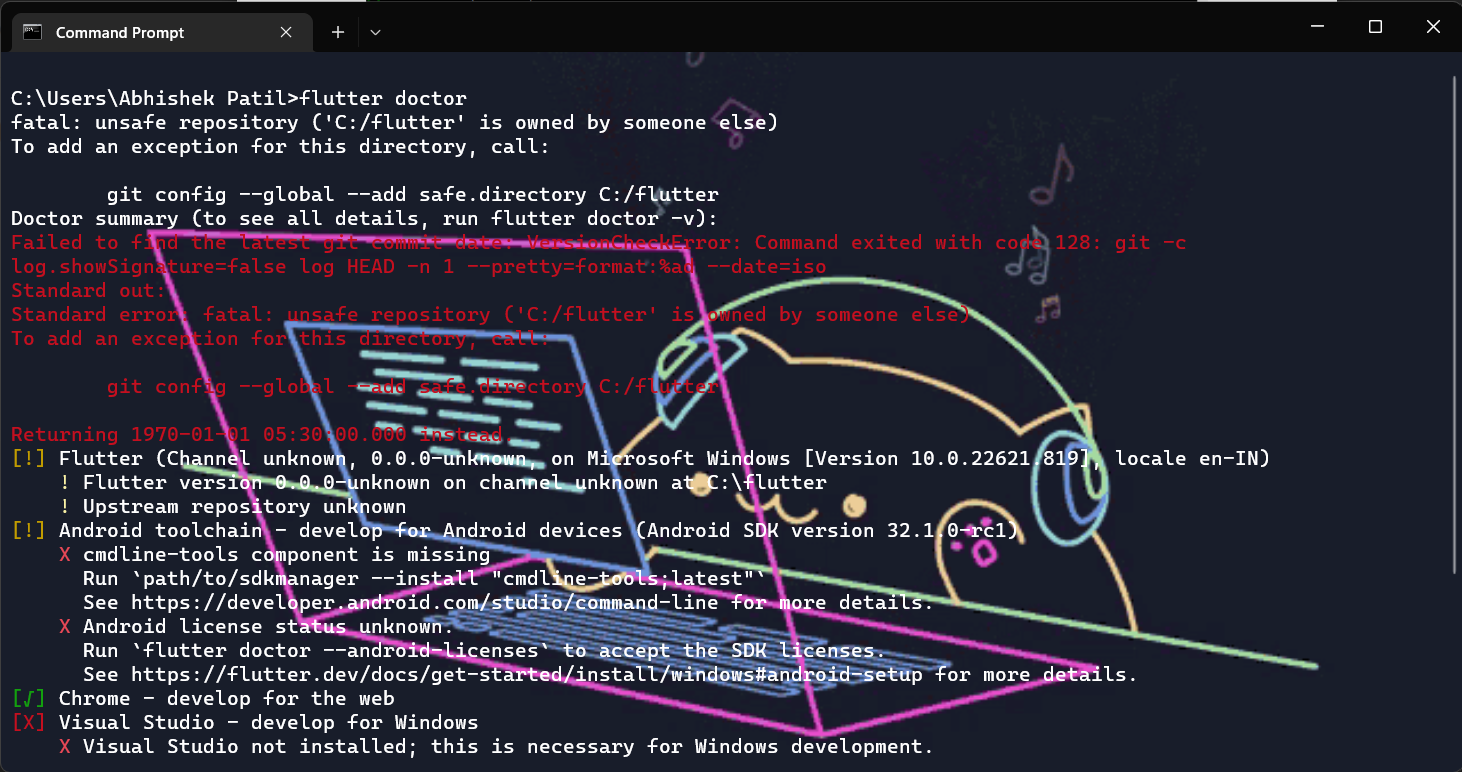 Command Prompt
C:\Users\Abhishek Patil>flutter doctor
fatal: unsafe repository ('C:/flutter' is owned by someone else)
To add an exception for this directory, call:
git config --global --add safe.directory C:/flutter
Doctor summary (to see all details, run flutter doctor -v):
Failed to find the latest git commit date: VersionCheckError: Command exited with code 128: git -c
log.showSignature=false log HEAD -n 1 --pretty=format:%ad --date=iso
Standard out:
Standard error: fatal: unsafe repository ('C:/flutter' is owned by someone else)
To add an exception for this directory, call:
git config --global --add safe.directory C:/flutter
Returning 1970-01-01 05:30:00.000 instead.
[!] Flutter (Channel unknown, 0.0.0-unknown, on Microsoft Windows [Version 10.0.22621.819], locale en-IN)
! Flutter version 0.0.0-unknown on channel unknown at C:\flutter
! Upstream repository unknown
[!] Android toolchain - develop for Android devices (Android SDK version 32.1.0-rc1)
X cmdline-tools component is missing
Run `path/to/sdkmanager --install "cmdline-tools;latest"`
See https://developer.android.com/studio/command-line for more details.
X Android license status unknown.
Run `flutter doctor --android-licenses` to accept the SDK licenses.
See https://flutter.dev/docs/get-started/install/windows#android-setup for more details.
[√] Chrome - develop for the web
[X] Visual Studio - develop for Windows
X Visual Studio not installed; this is necessary for Windows development.